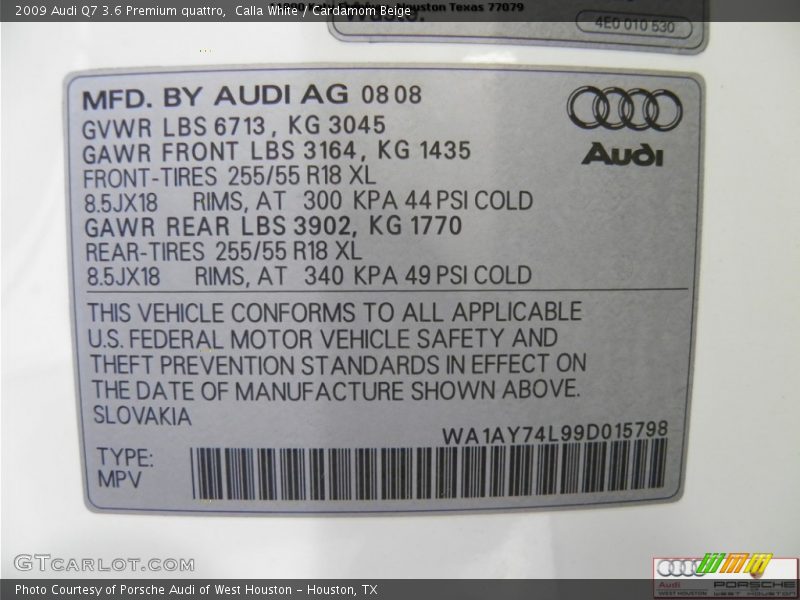 2009 Audi Q7 3.6 Premium quattro,  Calla White / Cardamom Beige
Houston Texas 77079
4E0 010 530
MFD. BY AUDI AG 08 08
GVWR LBS 6713, KG 3045
GAWR FRONT LBS 3164, KG 1435
FRONT-TIRES 255/55 R18 XL
8.5JX18 RIMS, AT 300 KPA 44 PSI COLD
GAWR REAR LBS 3902, KG 1770
REAR-TIRES 255/55 R18 XL
8.5JX18 RIMS, AT 340 KPA 49 PSI COLD
Audi
THIS VEHICLE CONFORMS TO ALL APPLICABLE
U.S. FEDERAL MOTOR VEHICLE SAFETY AND
THEFT PREVENTION STANDARDS IN EFFECT ON
THE DATE OF MANUFACTURE SHOWN ABOVE.
SLOVAKIA
WA1AY74L99D015798
TYPE:
MPV
GTCARLOT.COM
Audi PORSCHE
WEST HOUSTON WEST HOUSTON
Photo Courtesy of Porsche Audi of West Houston – Houston, TX